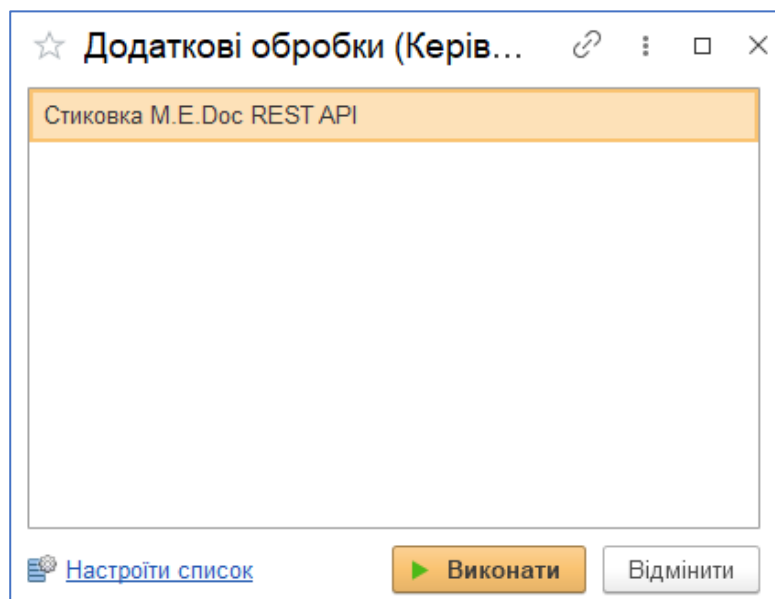 Додаткові обробки (Керів...
Стиковка M.E.Doc REST API
Настроїти список
Виконати
Відмінити